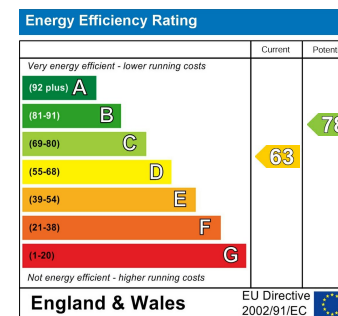 Energy Efficiency Rating
Current
Very energy efficient - lower running costs
(92 plus) A
(81-91) B
(69-80) C
(55-68) D
63
(39-54) E
(21-38) F
(1-20) G
Not energy efficient - higher running costs
England & Wales
EU Directive
2002/91/EC